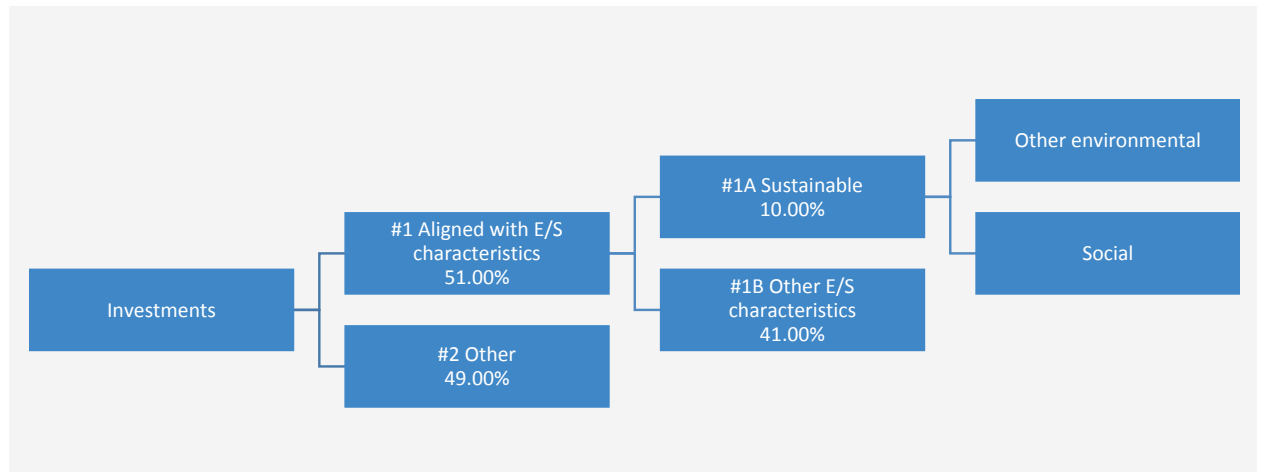 Investments
#1 Aligned with E/S
characteristics
51.00%
#2 Other
49.00%
#1A Sustainable
10.00%
#1B Other E/S
characteristics
41.00%
Other environmental
Social